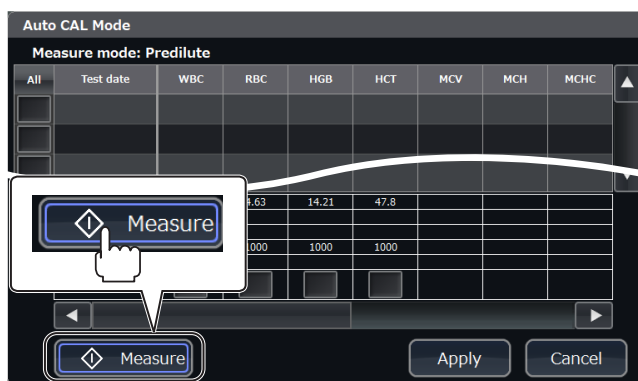 Auto CAL Mode
Measure mode: Predilute
All Test date WBC RBC HGB HCT MCV MCH MCHC
.63 14.21 47.8
Measure
1000 1000 1000
Measure Apply Cancel